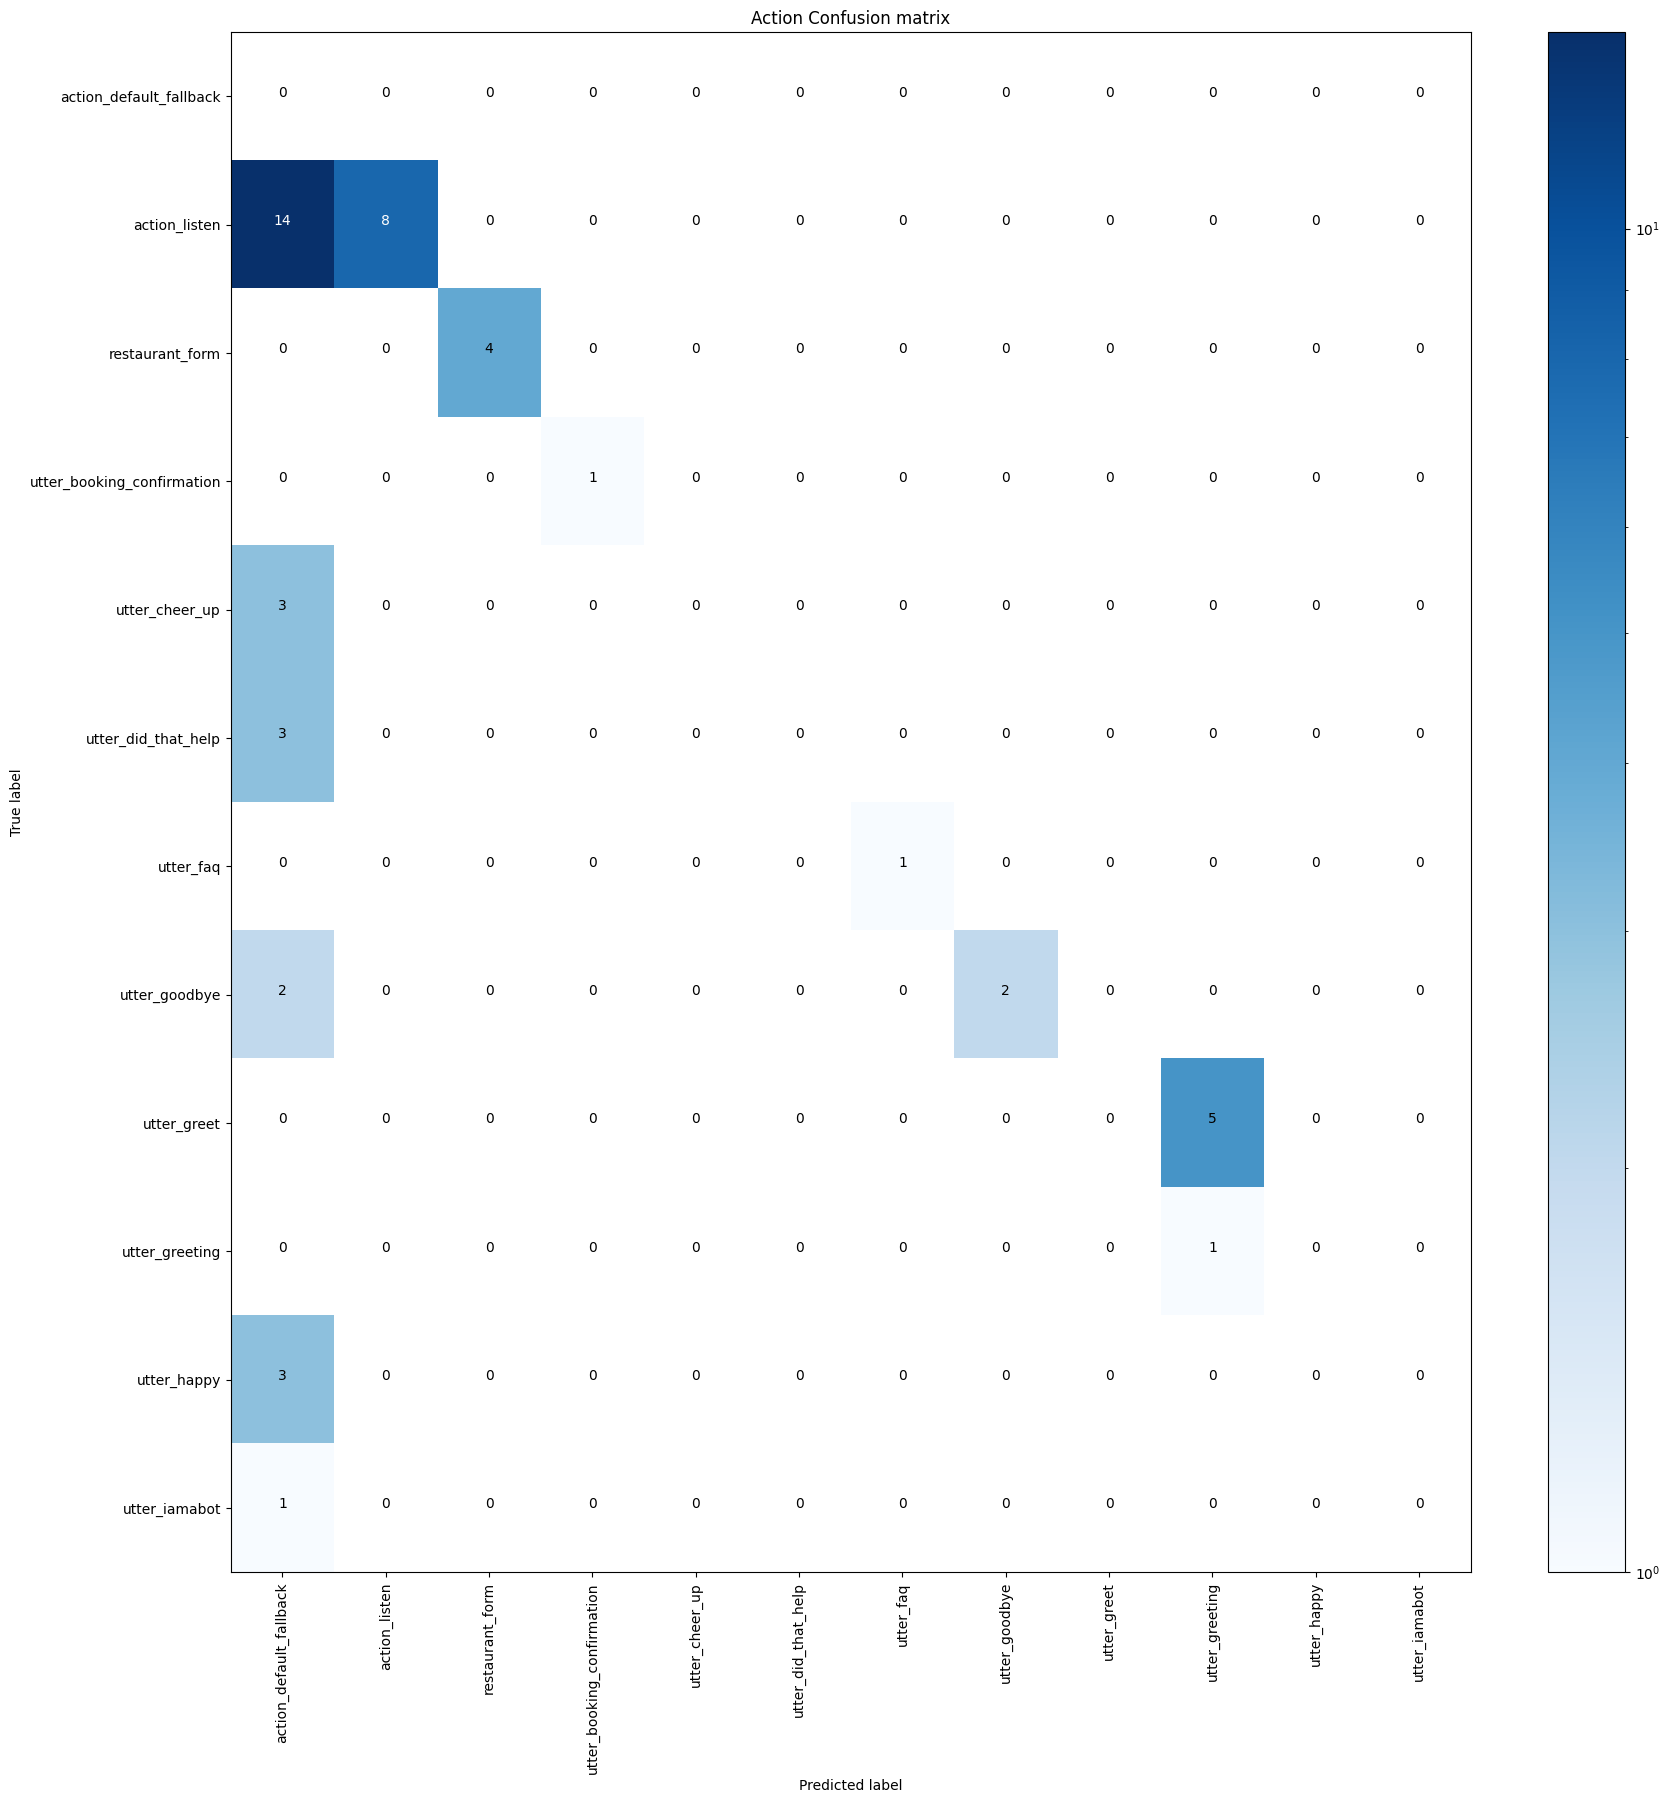 Action Confusion matrix
action_default_fallback 0 0 0 0 0 0 0 0 0 0 0 0
action_listen 14 8 0 0 0 0 0 0 0 0 0 0
restaurant_form 0 0 4 0 0 0 0 0 0 0 0 0
utter_booking_confirmation 0 0 0 1 0 0 0 0 0 0 0 0
utter_cheer_up 3 0 0 0 0 0 0 0 0 0 0 0
utter_did_that_help 3 0 0 0 0 0 0 0 0 0 0 0
utter_faq 0 0 0 0 0 0 1 0 0 0 0 0
utter_goodbye 2 0 0 0 0 0 0 2 0 0 0 0
utter_greet 0 0 0 0 0 0 0 0 0 5 0 0
utter_greeting 0 0 0 0 0 0 0 0 0 1 0 0
utter_happy 3 0 0 0 0 0 0 0 0 0 0 0
utter_iamabot 1 0 0 0 0 0 0 0 0 0 0 0
True label
action_default_fallback
action_listen
restaurant_form
utter_booking_confirmation
utter_cheer_up
utter_did_that_help
utter_faq
utter_goodbye
utter_greet
utter_greeting
utter_happy
utter_iamabot
Predicted label
10¹
10⁰